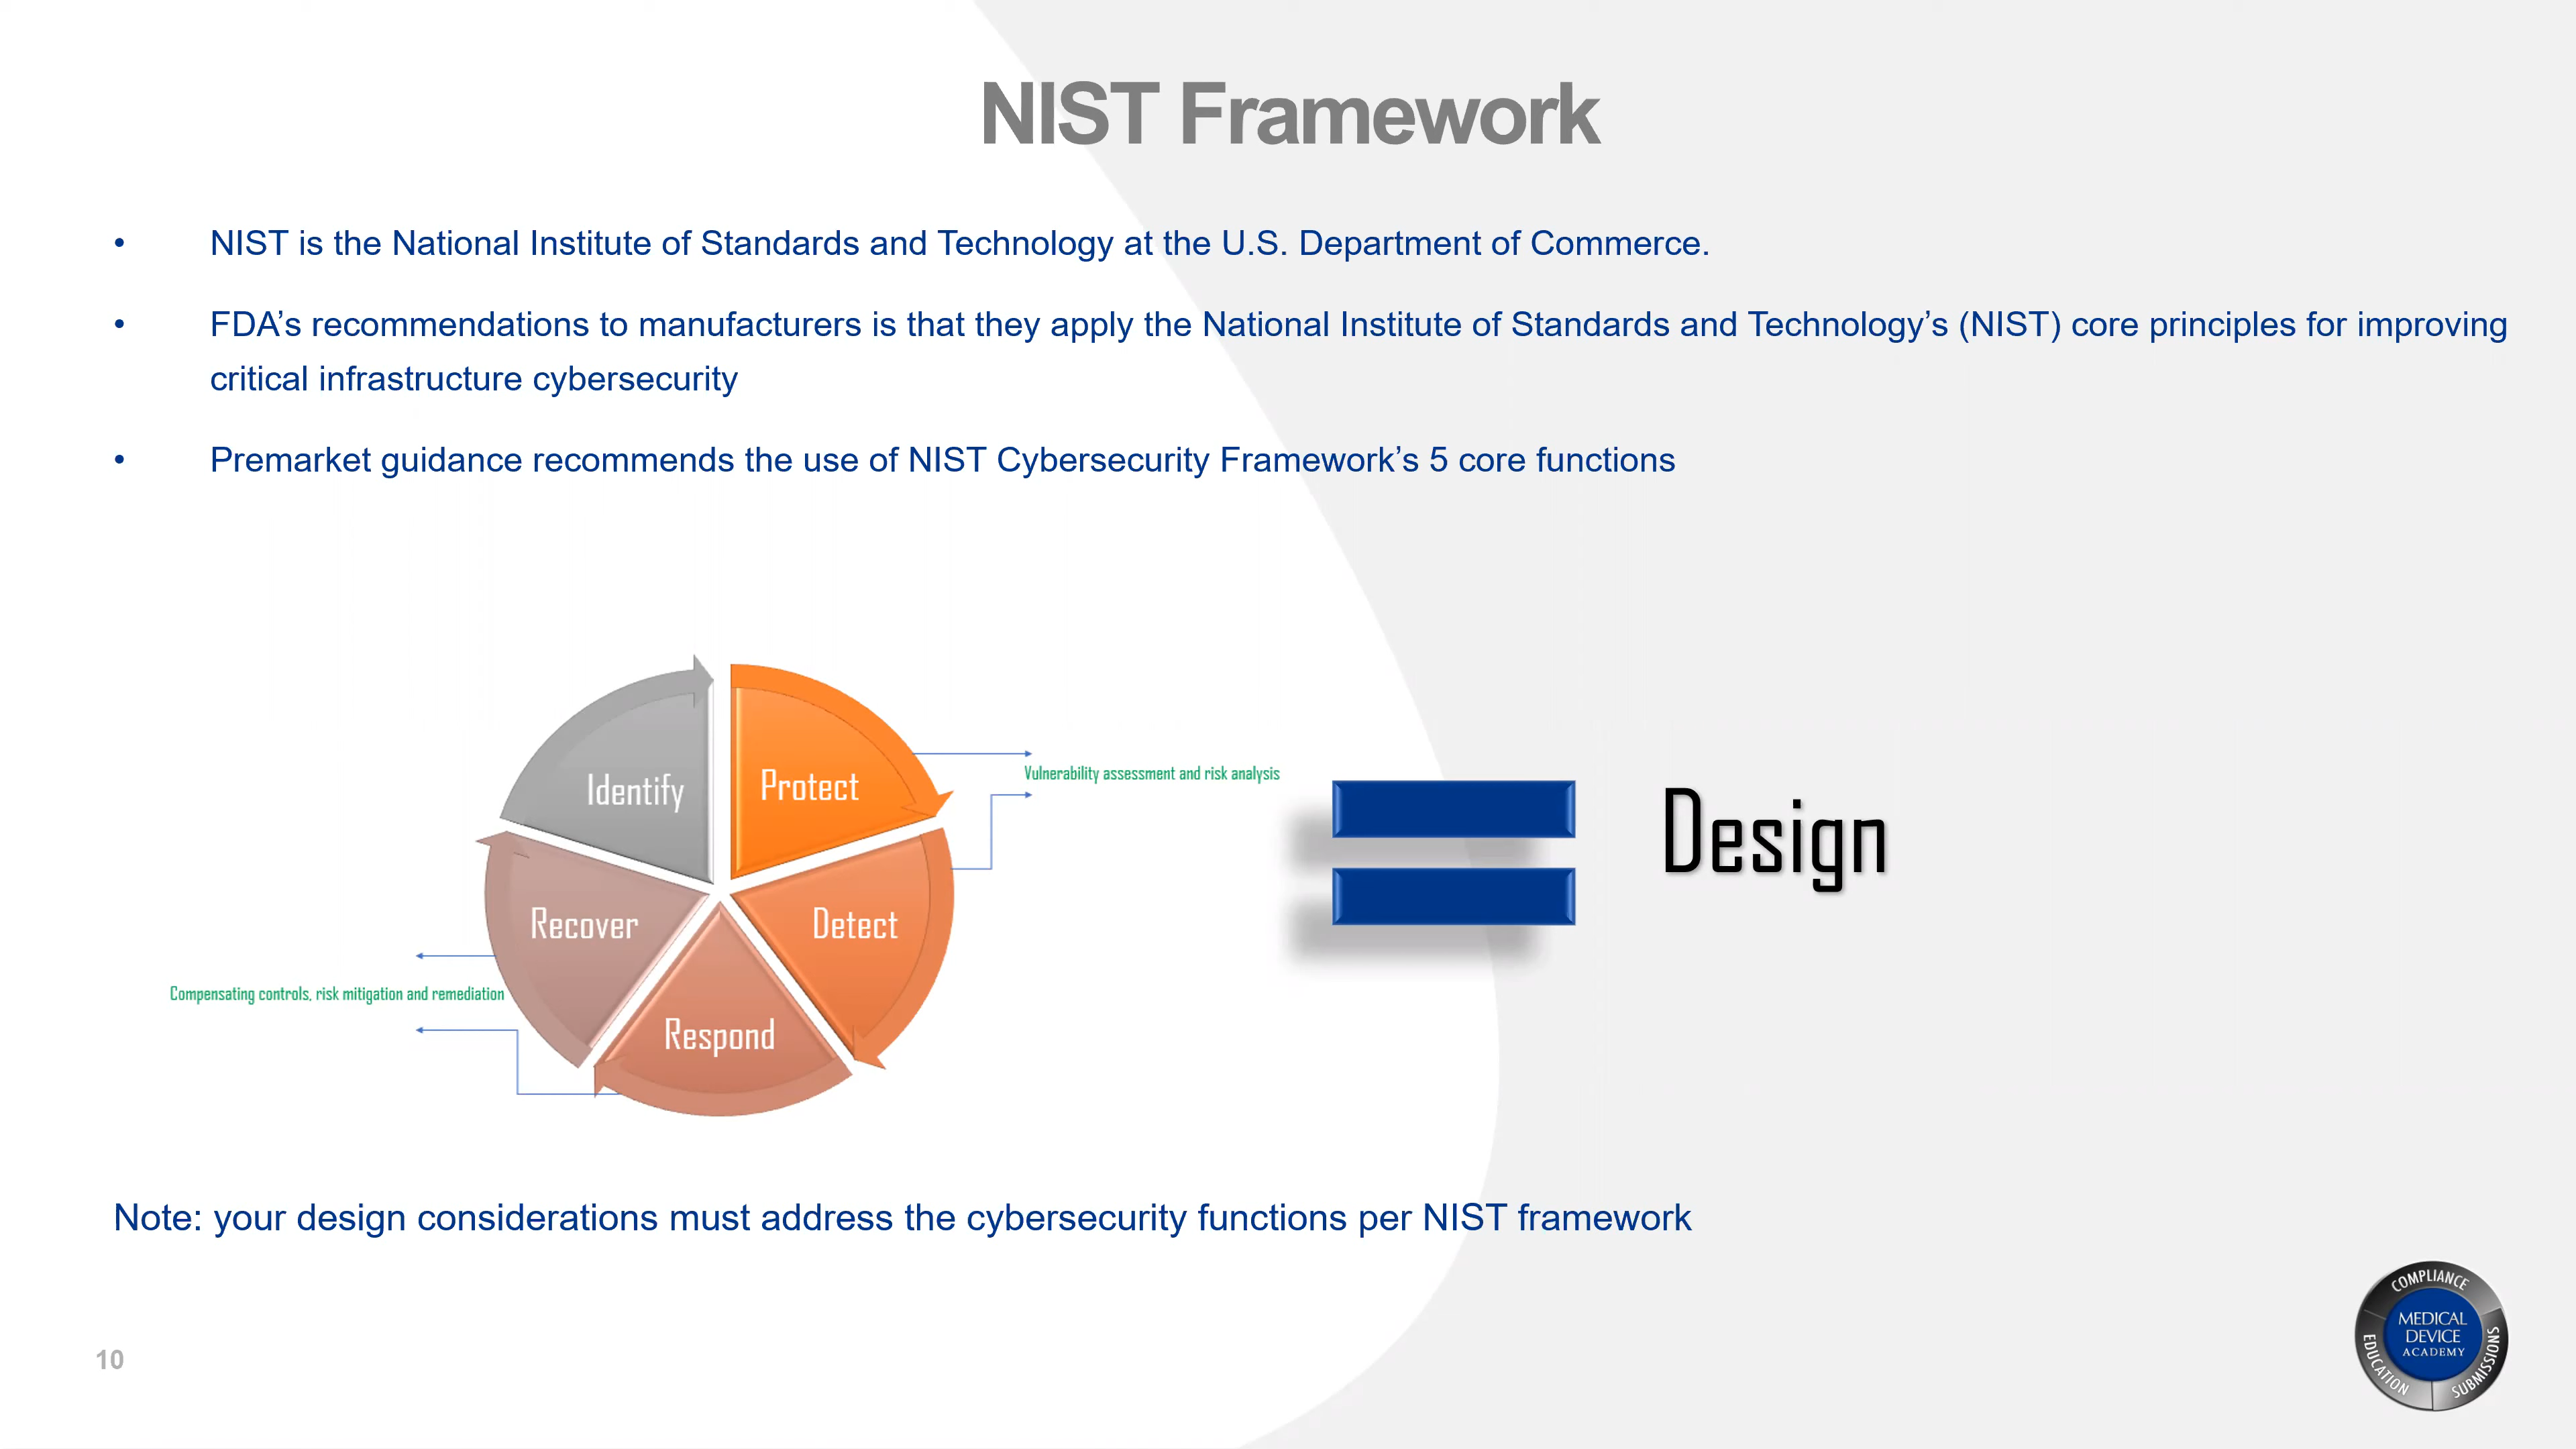 NIST Framework
• NIST is the National Institute of Standards and Technology at the U.S. Department of Commerce.
• FDA’s recommendations to manufacturers is that they apply the National Institute of Standards and Technology’s (NIST) core principles for improving
critical infrastructure cybersecurity
• Premarket guidance recommends the use of NIST Cybersecurity Framework’s 5 core functions
Identify
Protect
Vulnerability assessment and risk analysis
Design
Recover
Detect
Compensating controls, risk mitigation and remediation
Respond
Note: your design considerations must address the cybersecurity functions per NIST framework
COMPLIANCE
MEDICAL
DEVICE
ACADEMY
EDUCATION
SUBMISSIONS
10